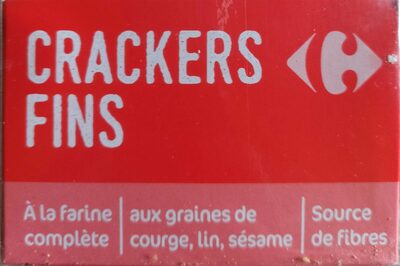 CRACKERS
FINS
À la farine
complète
aux graines de
courge, lin, sésame
Source
de fibres